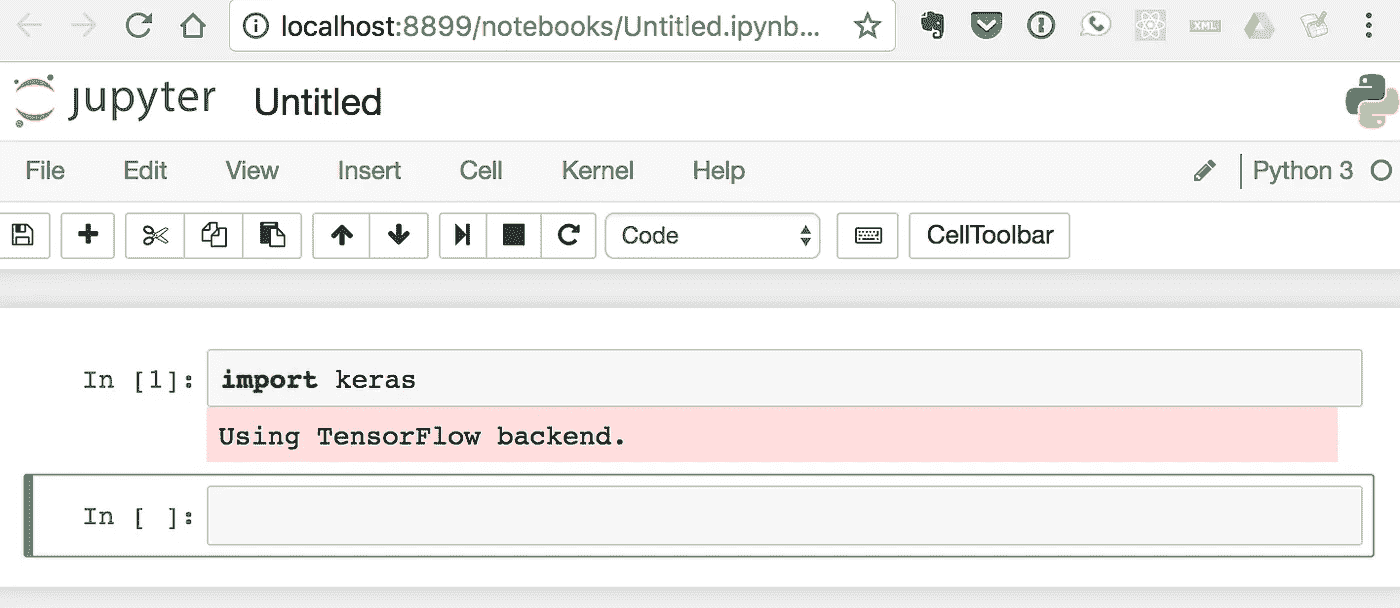 localhost:8899/notebooks/Untitled.ipynb...
XML
jupyter Untitled
File Edit View Insert Cell Kernel Help Python 3
Code CellToolbar
In [1]: import keras
Using TensorFlow backend.
In [ ]: